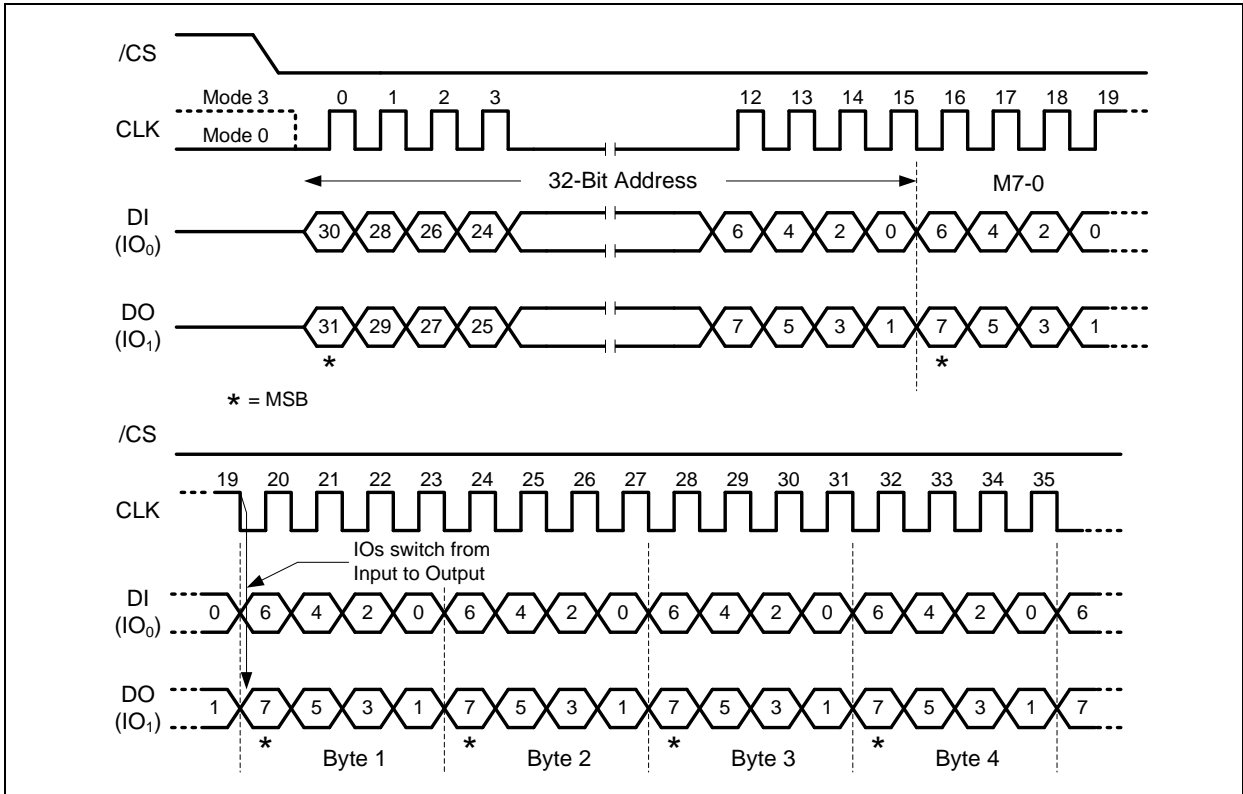 /CS
Mode 3 0 1 2 3 12 13 14 15 16 17 18 19
CLK
Mode 0
32-Bit Address M7-0
DI
(IO₀) 30 28 26 24 6 4 2 0 6 4 2 0
DO
(IO₁) 31 29 27 25 7 5 3 1 7 5 3 1
* *
* = MSB
/CS
19 20 21 22 23 24 25 26 27 28 29 30 31 32 33 34 35
CLK
IOs switch from
Input to Output
DI
(IO₀) 0 6 4 2 0 6 4 2 0 6 4 2 0 6 4 2 0 6
DO
(IO₁) 1 7 5 3 1 7 5 3 1 7 5 3 1 7 5 3 1 7
* * * *
Byte 1 Byte 2 Byte 3 Byte 4